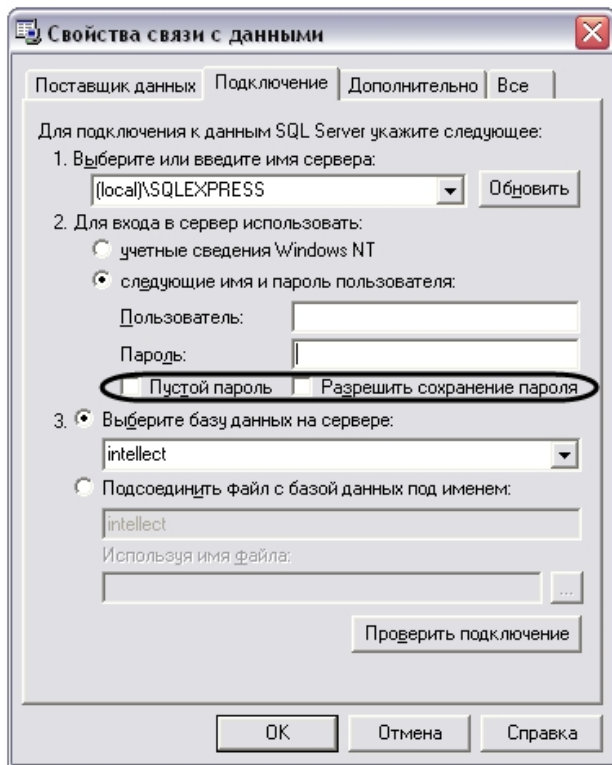 Свойства связи с данными
Поставщик данных Подключение Дополнительно Все
Для подключения к данным SQL Server укажите следующее:
1. Выберите или введите имя сервера:
(local)\SQLEXPRESS Обновить
2. Для входа в сервер использовать:
учетные сведения Windows NT
следующие имя и пароль пользователя:
Пользователь:
Пароль:
Пустой пароль Разрешить сохранение пароля
3. Выберите базу данных на сервере:
intellect
Подсоединить файл с базой данных под именем:
intellect
Используя имя файла:
...
Проверить подключение
OK Отмена Справка